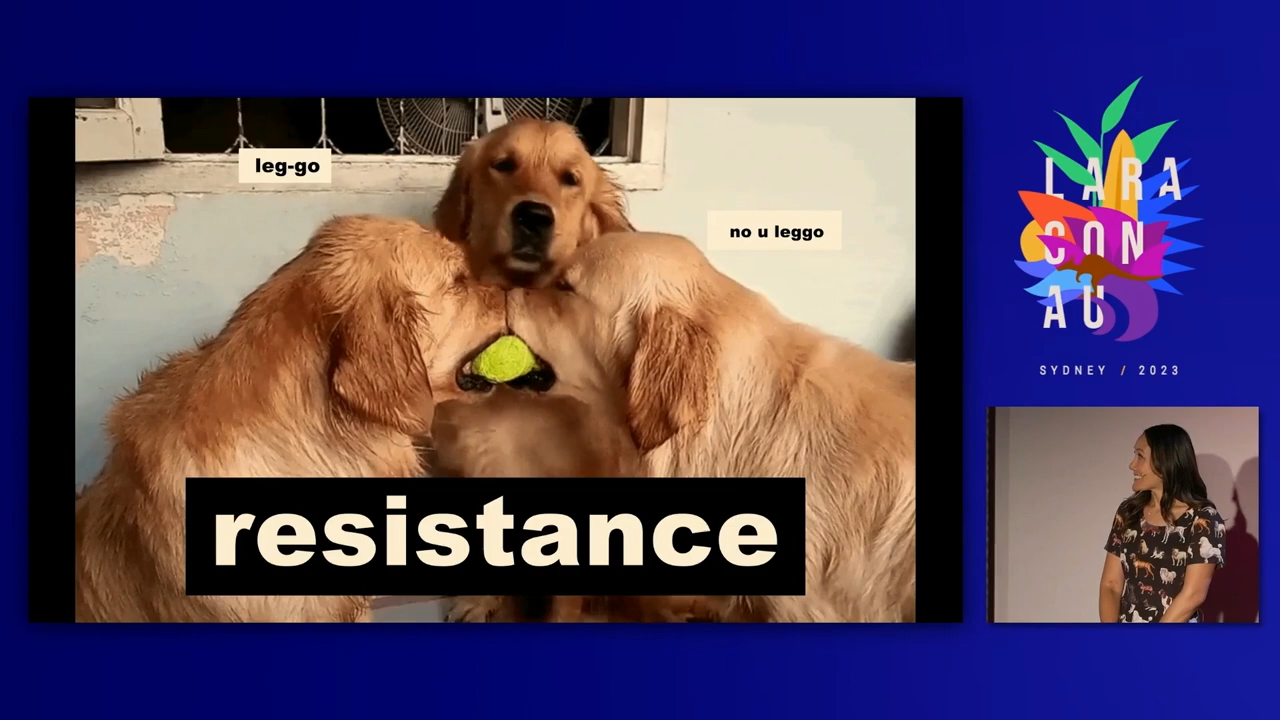 leg-go
no u leggo
resistance
LARA
CON
AU
SYDNEY / 2023